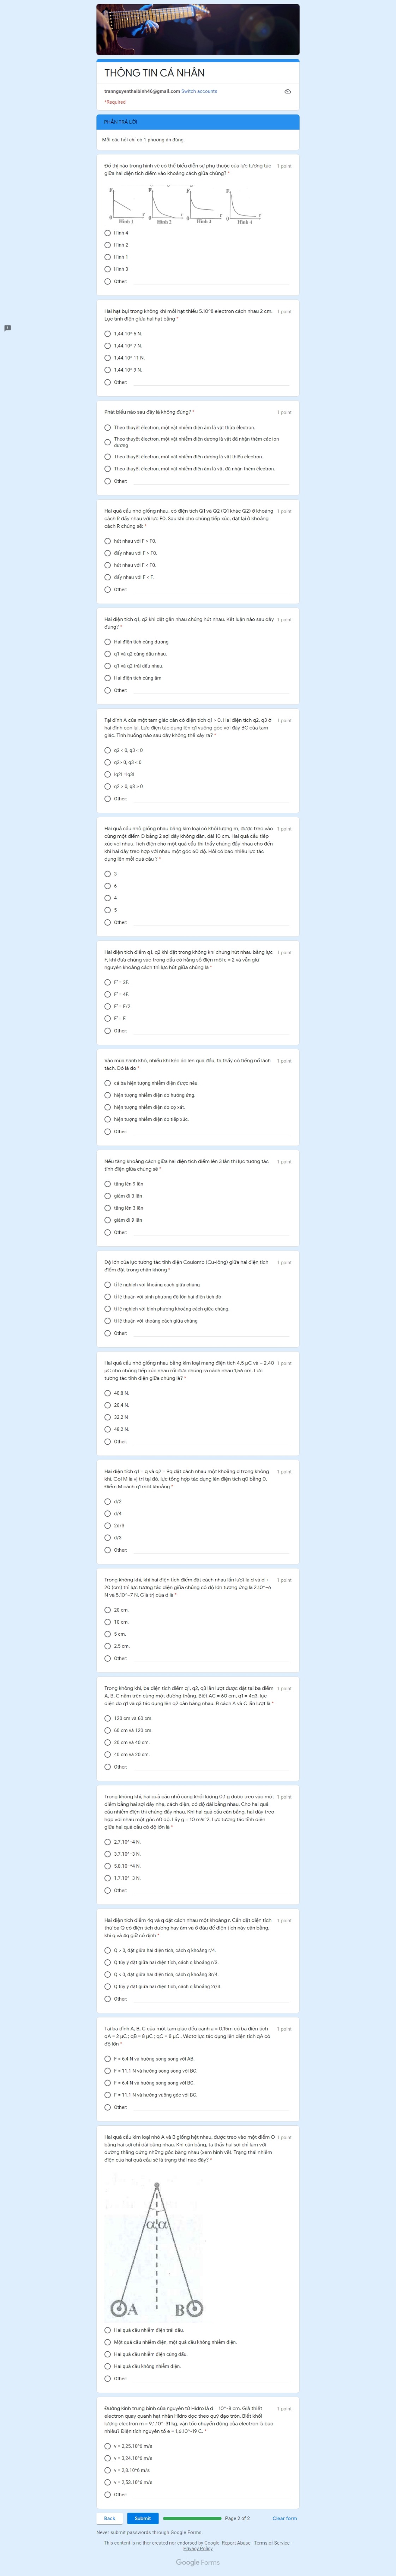 THÔNG TIN CÁ NHÂN
trannguyenthaibinh46@gmail.com Switch accounts
*Required
PHẦN TRẢ LỜI
Mỗi câu hỏi chỉ có 1 phương án đúng.
Đồ thị nào trong hình vẽ có thể biểu diễn sự phụ thuộc của lực tương tác giữa hai điện tích điểm vào khoảng cách giữa chúng? *
1 point
F F F F
r r r r
Hình 1 Hình 2 Hình 3 Hình 4
Hình 4
Hình 2
Hình 1
Hình 3
Other:
Hai hạt bụi trong không khí mỗi hạt thiếu 5.10^8 electron cách nhau 2 cm. Lực tĩnh điện giữa hai hạt bằng *
1 point
1,44.10^-5 N.
1,44.10^-7 N.
1,44.10^-11 N.
1,44.10^-9 N.
Other:
Phát biểu nào sau đây là không đúng? *
1 point
Theo thuyết êlectron, một vật nhiễm điện âm là vật thừa êlectron.
Theo thuyết êlectron, một vật nhiễm điện dương là vật đã nhận thêm các ion dương.
Theo thuyết êlectron, một vật nhiễm điện dương là vật thiếu êlectron.
Theo thuyết êlectron, một vật nhiễm điện âm là vật đã nhận thêm êlectron.
Other:
Hai quả cầu nhỏ giống nhau, có điện tích Q1 và Q2 (Q1 khác Q2) ở khoảng cách R đẩy nhau với lực F0. Sau khi cho chúng tiếp xúc, đặt lại ở khoảng cách R chúng sẽ: *
1 point
hút nhau với F > F0.
đẩy nhau với F > F0.
hút nhau với F < F0.
đẩy nhau với F < F.
Other:
Hai điện tích q1, q2 khi đặt gần nhau chúng hút nhau. Kết luận nào sau đây đúng? *
1 point
Hai điện tích cùng dương
q1 và q2 cùng dấu nhau.
q1 và q2 trái dấu nhau.
Hai điện tích cùng âm
Other:
Tại đỉnh A của một tam giác cân có điện tích q1 > 0. Hai điện tích q2, q3 ở hai đỉnh còn lại. Lực điện tác dụng lên q1 vuông góc với đáy BC của tam giác. Tình huống nào sau đây không thể xảy ra? *
1 point
q2 < 0, q3 < 0
q2> 0, q3 < 0
|q2| =|q3|
q2 > 0, q3 > 0
Other:
Hai quả cầu nhỏ giống nhau bằng kim loại có khối lượng m, được treo vào cùng một điểm O bằng 2 sợi dây không dãn, dài 10 cm. Hai quả cầu tiếp xúc với nhau. Tích điện cho một quả cầu thì thấy chúng đẩy nhau cho đến khi hai dây treo hợp với nhau một góc 60 độ. Hỏi có bao nhiêu lực tác dụng lên mỗi quả cầu ? *
1 point
3
6
4
5
Other:
Hai điện tích điểm q1, q2 khi đặt trong không khí chúng hút nhau bằng lực F, khi đưa chúng vào trong dầu có hằng số điện môi ε = 2 và vẫn giữ nguyên khoảng cách thì lực hút giữa chúng là *
1 point
F' = 2F.
F' = 4F.
F' = F/2
F' = F.
Other:
Vào mùa hanh khô, nhiều khi kéo áo len qua đầu, ta thấy có tiếng nổ lách tách. Đó là do *
1 point
cả ba hiện tượng nhiễm điện được nêu.
hiện tượng nhiễm điện do hưởng ứng.
hiện tượng nhiễm điện do cọ sát.
hiện tượng nhiễm điện do tiếp xúc.
Other:
Nếu tăng khoảng cách giữa hai điện tích điểm lên 3 lần thì lực tương tác tĩnh điện giữa chúng sẽ *
1 point
tăng lên 9 lần
giảm đi 3 lần
tăng lên 3 lần
giảm đi 9 lần
Other:
Độ lớn của lực tương tác tĩnh điện Coulomb (Cu-lông) giữa hai điện tích điểm đặt trong chân không *
1 point
tỉ lệ nghịch với khoảng cách giữa chúng
tỉ lệ thuận với bình phương độ lớn hai điện tích đó
tỉ lệ nghịch với bình phương khoảng cách giữa chúng.
tỉ lệ thuận với khoảng cách giữa chúng
Other:
Hai quả cầu nhỏ giống nhau bằng kim loại mang điện tích 4,5 μC và – 2,40 μC cho chúng tiếp xúc nhau rồi đưa chúng ra cách nhau 1,56 cm. Lực tương tác tĩnh điện giữa chúng là? *
1 point
40,8 N.
20,4 N.
32,2 N
48,2 N.
Other:
Hai điện tích q1 = q và q2 = 9q đặt cách nhau một khoảng d trong không khí. Gọi M là vị trí tại đó, lực tổng hợp tác dụng lên điện tích q0 bằng 0. Điểm M cách q1 một khoảng *
1 point
d/2
d/4
2d/3
d/3
Other:
Trong không khí, khi hai điện tích điểm đặt cách nhau lần lượt là d và d + 20 (cm) thì lực tương tác điện giữa chúng có độ lớn tương ứng là 2.10^–6 N và 5.10^–7 N. Giá trị của d là *
1 point
20 cm.
10 cm.
5 cm.
2,5 cm.
Other:
Trong không khí, ba điện tích điểm q1, q2, q3 lần lượt được đặt tại ba điểm A, B, C nằm trên cùng một đường thẳng. Biết AC = 60 cm, q1 = 4q3, lực điện do q1 và q3 tác dụng lên q2 cân bằng nhau. B cách A và C lần lượt là *
1 point
120 cm và 60 cm.
60 cm và 120 cm.
20 cm và 40 cm.
40 cm và 20 cm.
Other:
Trong không khí, hai quả cầu nhỏ cùng khối lượng 0,1 g được treo vào một điểm bằng hai sợi dây nhẹ, cách điện, có độ dài bằng nhau. Cho hai quả cầu nhiễm điện thì chúng đẩy nhau. Khi hai quả cầu cân bằng, hai dây treo hợp với nhau một góc 60 độ. Lấy g = 10 m/s^2. Lực tương tác tĩnh điện giữa hai quả cầu có độ lớn là *
1 point
2,7.10^–4 N.
3,7.10^–3 N.
5,8.10–^4 N.
1,7.10^–3 N.
Other:
Hai điện tích điểm 4q và q đặt cách nhau một khoảng r. Cần đặt điện tích thứ ba Q có điện tích dương hay âm và ở đâu để điện tích này cân bằng, khi q và 4q giữ cố định *
1 point
Q > 0, đặt giữa hai điện tích, cách q khoảng r/4.
Q tùy ý đặt giữa hai điện tích, cách q khoảng r/3.
Q < 0, đặt giữa hai điện tích, cách q khoảng 3r/4.
Q tùy ý đặt giữa hai điện tích, cách q khoảng 2r/3.
Other:
Tại ba đỉnh A, B, C của một tam giác đều cạnh a = 0,15m có ba điện tích qA = 2 μC ; qB = 8 μC ; qC = 8 μC . Véctơ lực tác dụng lên điện tích qA có độ lớn *
1 point
F = 6,4 N và hướng song song với AB.
F = 11,1 N và hướng song song với BC.
F = 6,4 N và hướng song song với BC.
F = 11,1 N và hướng vuông góc với BC.
Other:
Hai quả cầu kim loại nhỏ A và B giống hệt nhau, được treo vào một điểm O bằng hai sợi chỉ dài bằng nhau. Khi cân bằng, ta thấy hai sợi chỉ làm với đường thẳng đứng những góc bằng nhau (xem hình vẽ). Trạng thái nhiễm điện của hai quả cầu sẽ là trạng thái nào đây? *
1 point
α α
A B
Hai quả cầu nhiễm điện trái dấu.
Một quả cầu nhiễm điện, một quả cầu không nhiễm điện.
Hai quả cầu nhiễm điện cùng dấu.
Hai quả cầu không nhiễm điện.
Other:
Đường kính trung bình của nguyên tử Hidro là d = 10^-8 cm. Giả thiết electron quay quanh hạt nhân Hidro dọc theo quỹ đạo tròn. Biết khối lượng electron m = 9,1.10^-31 kg, vận tốc chuyển động của electron là bao nhiêu? Điện tích nguyên tố e = 1,6.10^-19 C. *
1 point
v = 2,25.10^6 m/s
v = 3,24.10^6 m/s
v = 2,8.10^6 m/s
v = 2,53.10^6 m/s
Other:
Back Submit Page 2 of 2 Clear form
Never submit passwords through Google Forms.
This content is neither created nor endorsed by Google. Report Abuse - Terms of Service - Privacy Policy
Google Forms